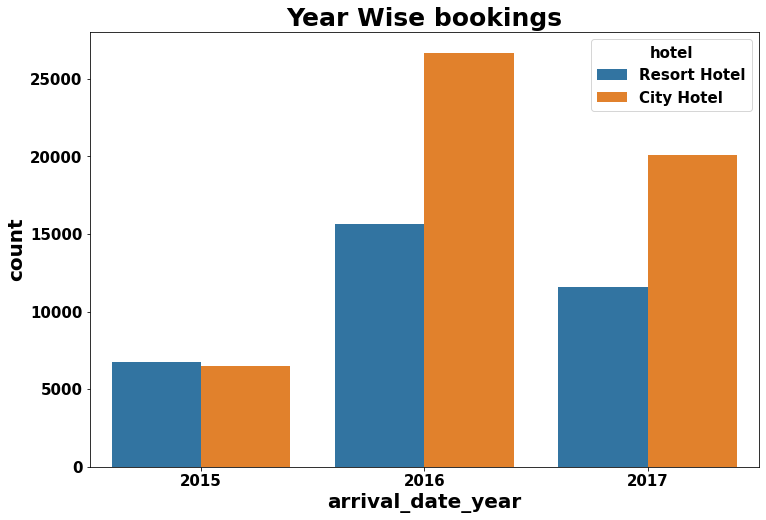 Year Wise bookings
hotel
Resort Hotel
City Hotel
count
25000
20000
15000
10000
5000
0
2015 2016 2017
arrival_date_year